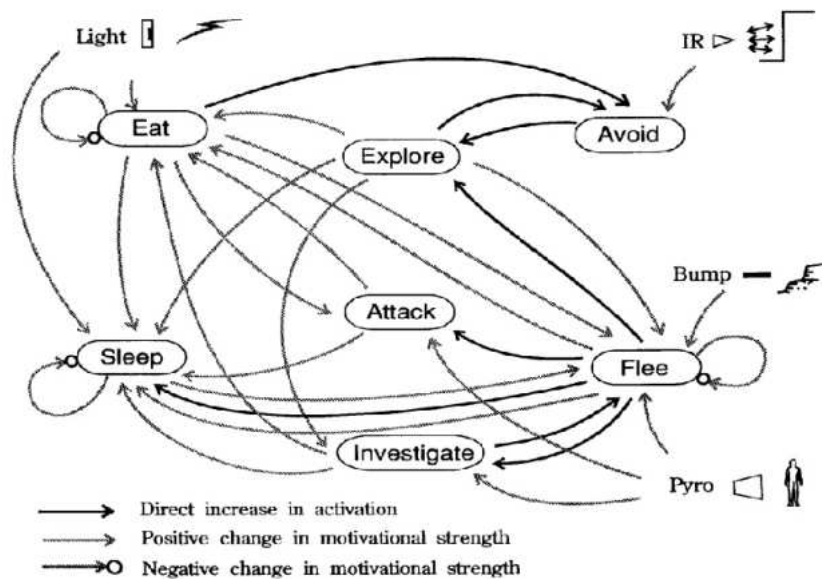 Light
IR
Eat
Avoid
Explore
Bump
Attack
Sleep
Flee
Investigate
Pyro
Direct increase in activation
Positive change in motivational strength
Negative change in motivational strength